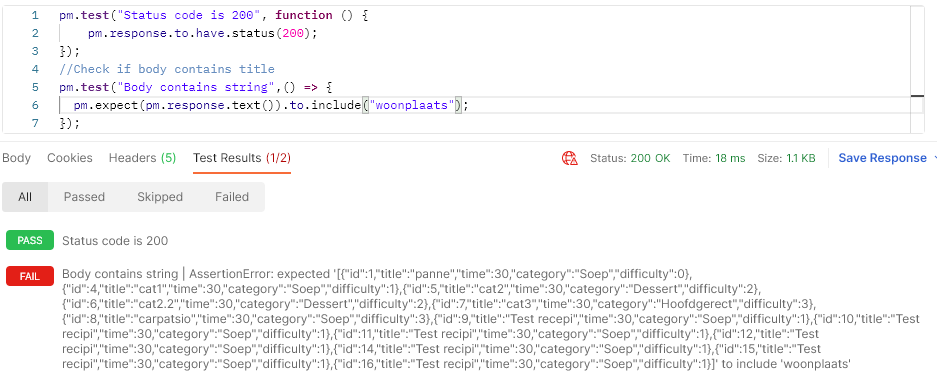 1 pm.test("Status code is 200", function () {
2 pm.response.to.have.status(200);
3 });
4 //Check if body contains title
5 pm.test("Body contains string",() => {
6 pm.expect(pm.response.text()).to.include("woonplaats");
7 });
Body Cookies Headers (5) Test Results (1/2) Status: 200 OK Time: 18 ms Size: 1.1 KB Save Response
All Passed Skipped Failed
PASS Status code is 200
FAIL Body contains string | AssertionError: expected '[{"id":1,"title":"panne","time":30,"category":"Soep","difficulty":0},
{"id":4,"title":"cat1","time":30,"category":"Soep","difficulty":1},{"id":5,"title":"cat2","time":30,"category":"Dessert","difficulty":2},
{"id":6,"title":"cat2.2","time":30,"category":"Dessert","difficulty":2},{"id":7,"title":"cat3","time":30,"category":"Hoofdgerect","difficulty":3},
{"id":8,"title":"carpatsio","time":30,"category":"Soep","difficulty":3},{"id":9,"title":"Test recepi","time":30,"category":"Soep","difficulty":1},{"id":10,"title":"Test
recipi","time":30,"category":"Soep","difficulty":1},{"id":11,"title":"Test recipi","time":30,"category":"Soep","difficulty":1},{"id":12,"title":"Test
recipi","time":30,"category":"Soep","difficulty":1},{"id":14,"title":"Test recipi","time":30,"category":"Soep","difficulty":1},{"id":15,"title":"Test
recipi","time":30,"category":"Soep","difficulty":1},{"id":16,"title":"Test recipi","time":30,"category":"Soep","difficulty":1}]' to include 'woonplaats'